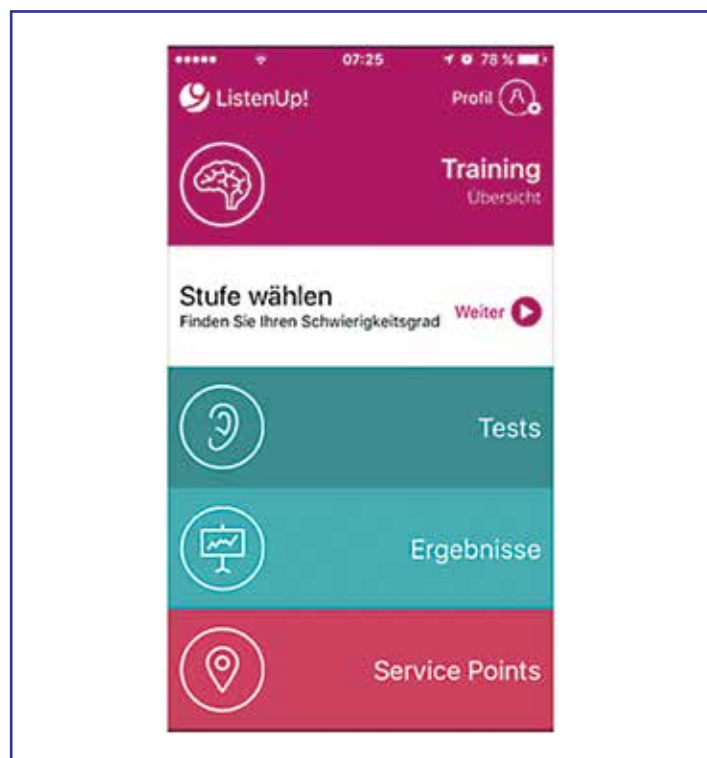 07:25
78 %
ListenUp!
Profil
Training
Übersicht
Stufe wählen
Finden Sie Ihren Schwierigkeitsgrad
Weiter
Tests
Ergebnisse
Service Points